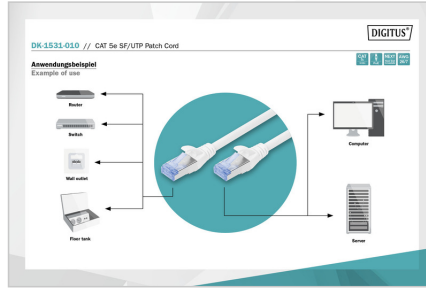 DIGITUS®
DK-1531-010 // CAT 5e SF/UTP Patch Cord
Anwendungsbeispiel
Example of use
Router
Switch
Wall outlet
Floor tank
Computer
Server